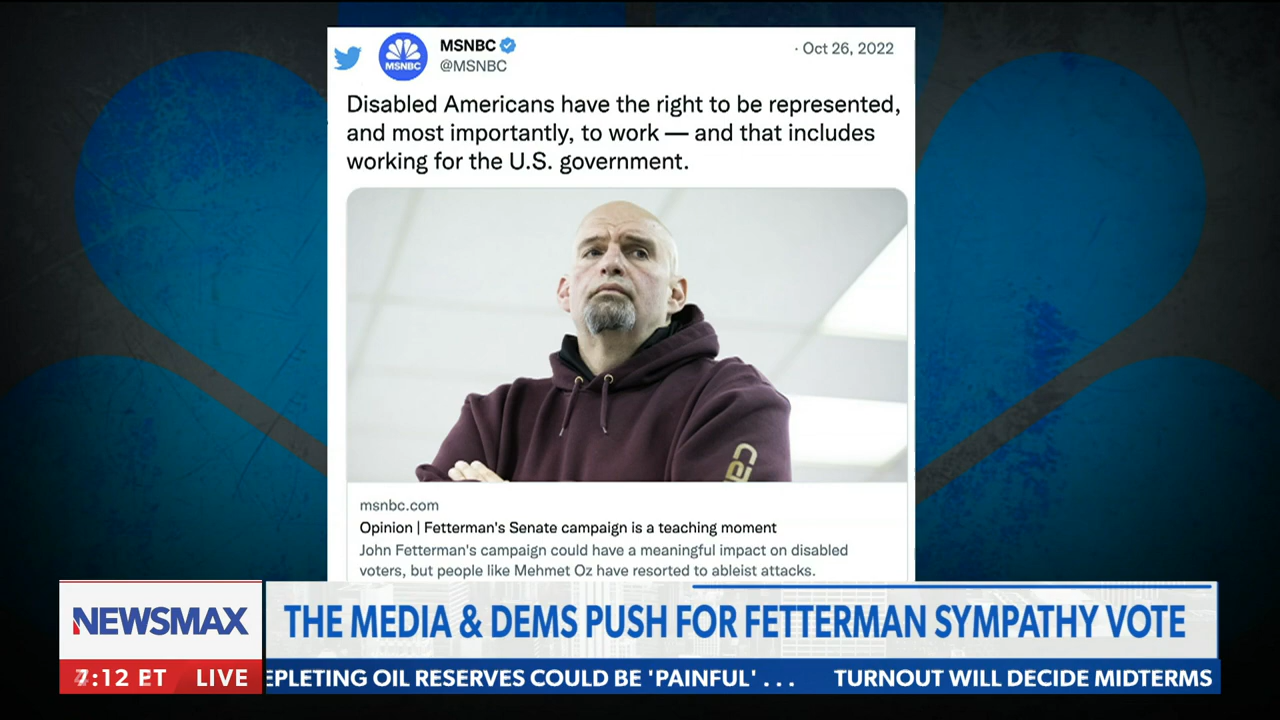 MSNBC
@MSNBC
· Oct 26, 2022
MSNBC
Disabled Americans have the right to be represented,
and most importantly, to work — and that includes
working for the U.S. government.
msnbc.com
Opinion | Fetterman's Senate campaign is a teaching moment
John Fetterman's campaign could have a meaningful impact on disabled
voters, but people like Mehmet Oz have resorted to ableist attacks.
NEWSMAX
THE MEDIA & DEMS PUSH FOR FETTERMAN SYMPATHY VOTE
:12 ET LIVE
EPLETING OIL RESERVES COULD BE 'PAINFUL' . . . TURNOUT WILL DECIDE MIDTERMS